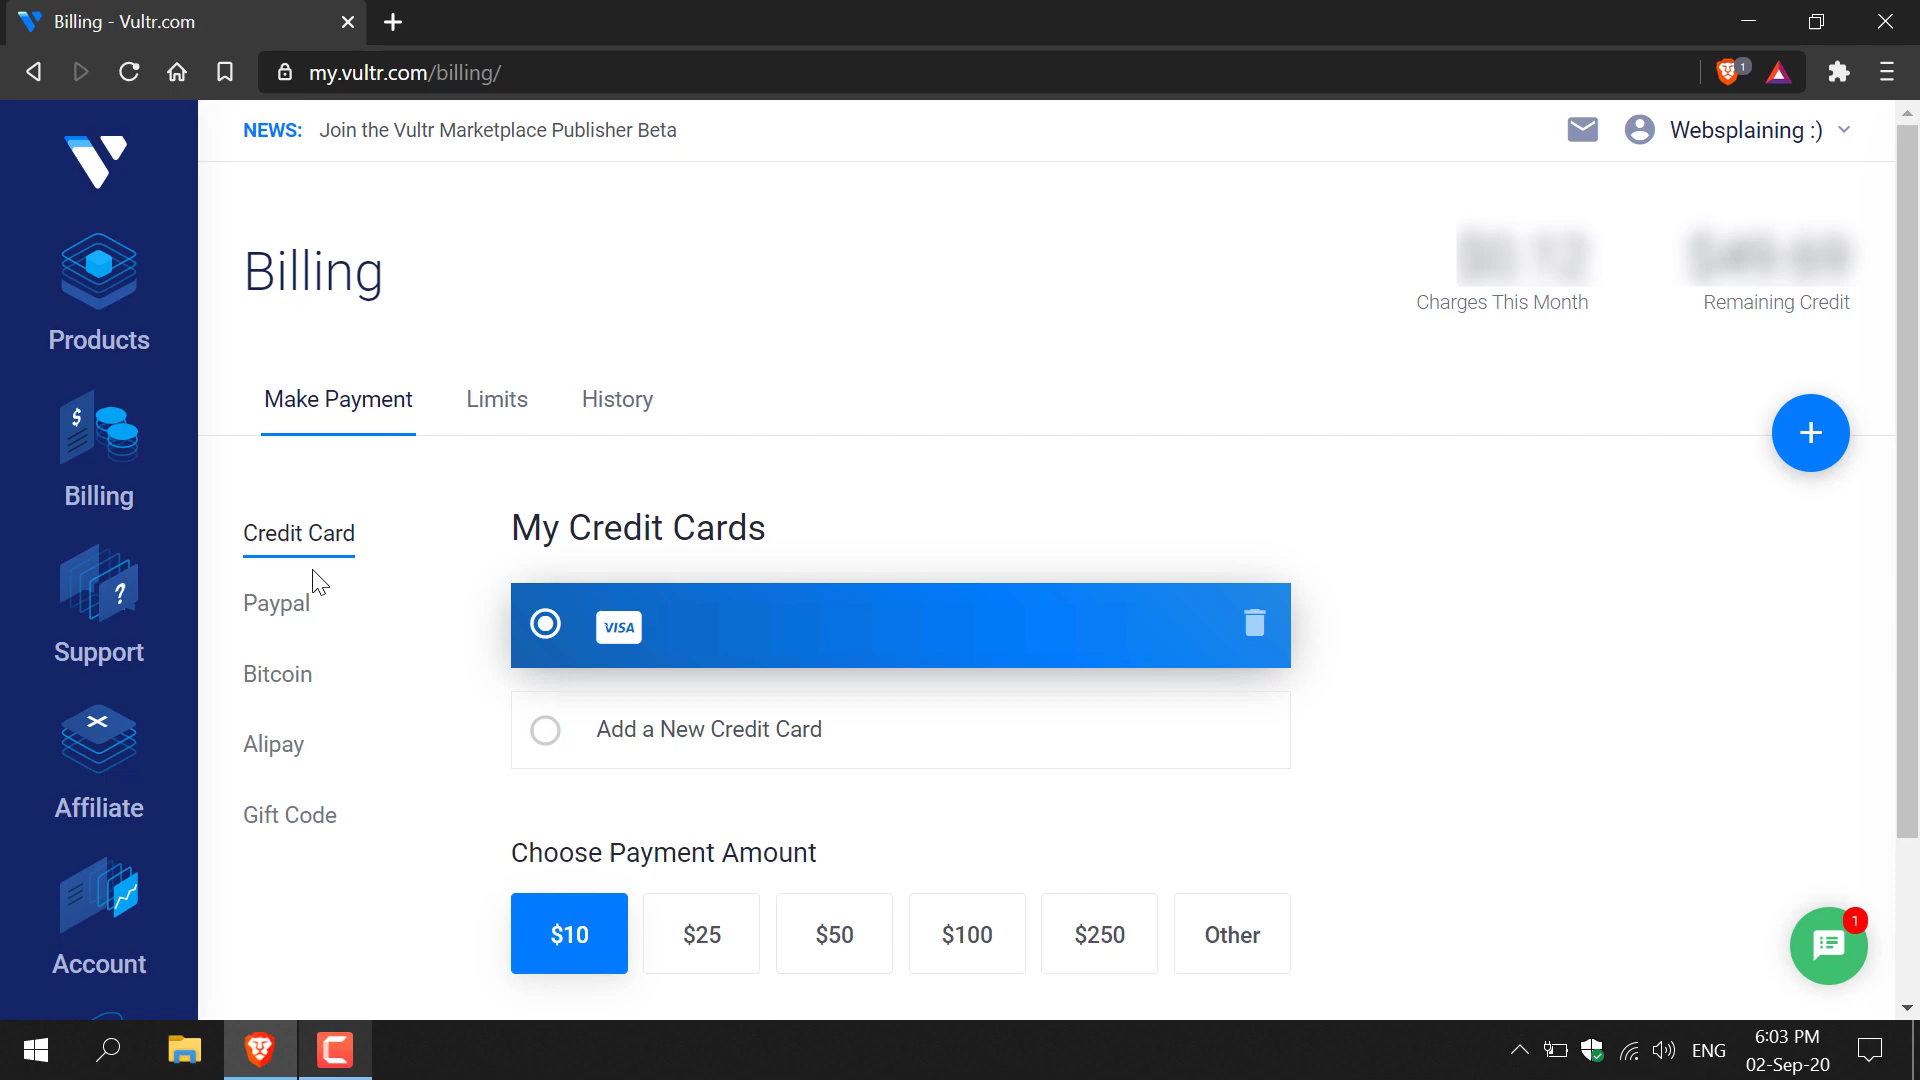 Billing - Vultr.com
my.vultr.com/billing/
1
NEWS: Join the Vultr Marketplace Publisher Beta
Websplaining :)
Billing
Charges This Month
Remaining Credit
Products
Billing
Support
Affiliate
Account
Make Payment
Limits
History
Credit Card
Paypal
Bitcoin
Alipay
Gift Code
My Credit Cards
VISA
Add a New Credit Card
Choose Payment Amount
$10
$25
$50
$100
$250
Other
1
ENG
6:03 PM
02-Sep-20